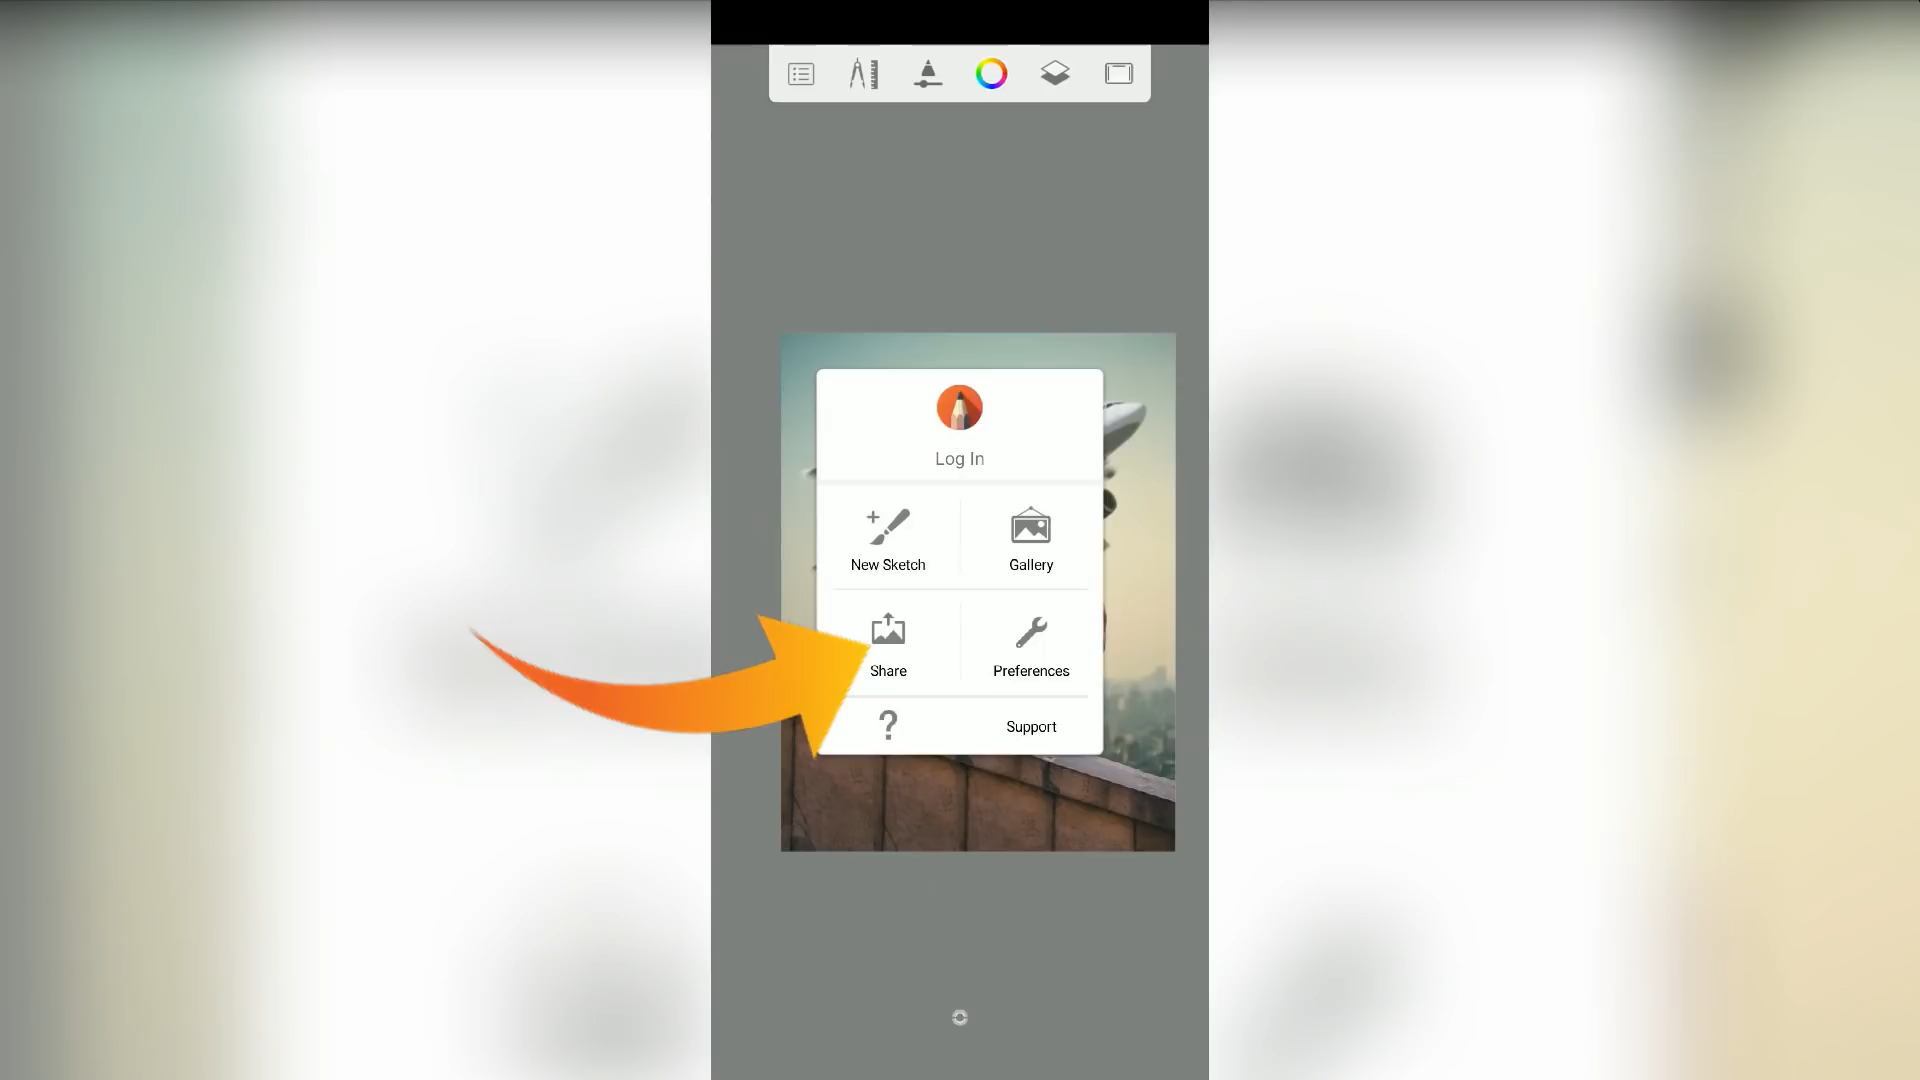 Log In
New Sketch
Gallery
Share
Preferences
?
Support